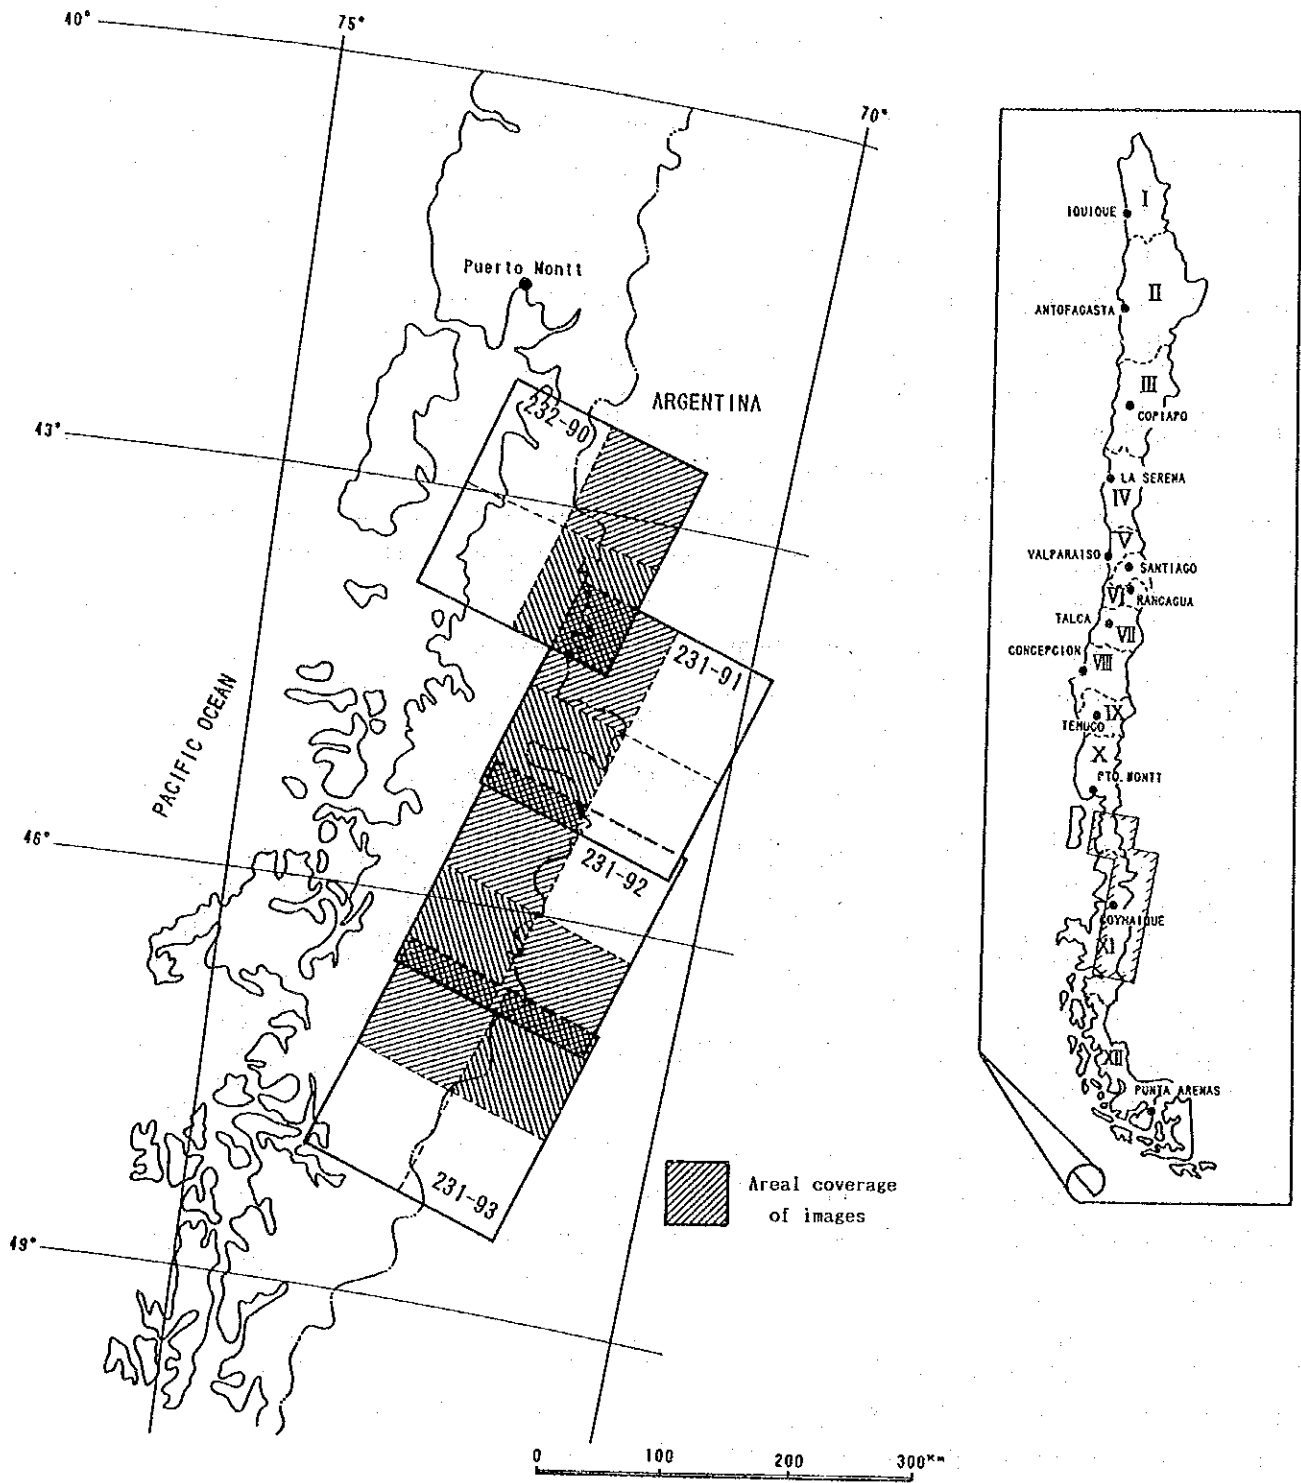 40°
75°
70°
Puerto Montt
ARGENTINA
232-90
43°
231-91
PACIFIC OCEAN
46°
231-92
231-93
49°
Areal coverage
of images
0 100 200 300Km
I
IQUIQUE
II
ANTOFAGASTA
III
COPIAPO
LA SERENA
IV
V
VALPARAISO
SANTIAGO
VI
RANCAGUA
TALCA
VII
CONCEPCION
VIII
IX
TEMUCO
X
PTO. MONTT
COYHAIQUE
XI
XII
PUNTA ARENAS